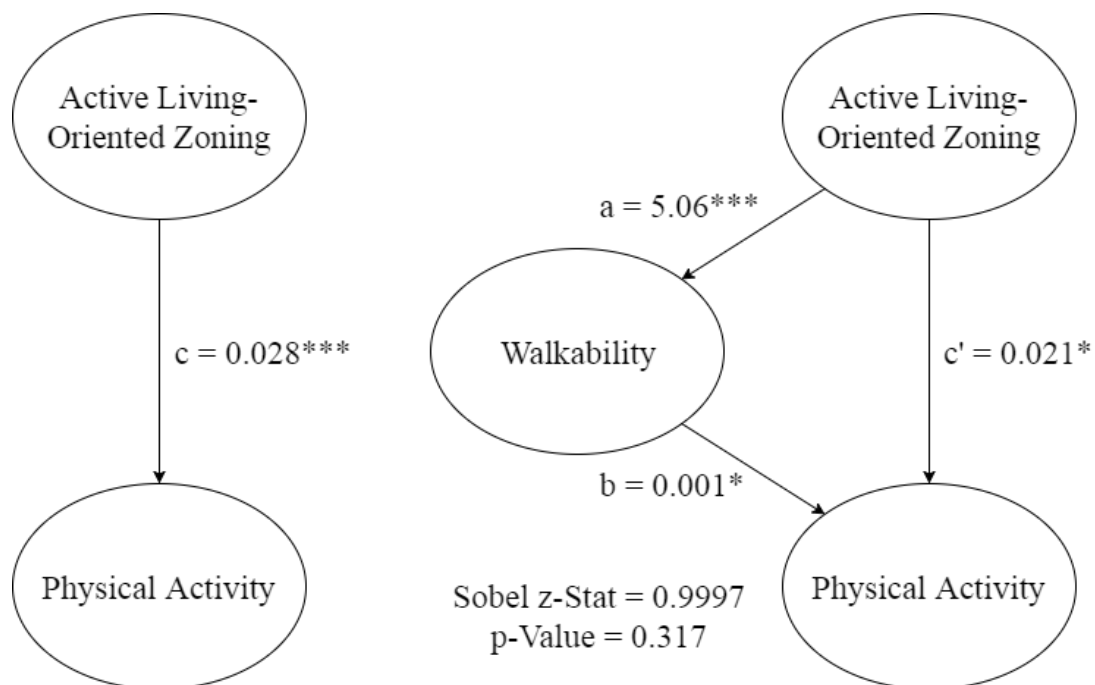 Active Living-
Oriented Zoning
c = 0.028***
Physical Activity
Active Living-
Oriented Zoning
a = 5.06***
Walkability
c' = 0.021*
b = 0.001*
Physical Activity
Sobel z-Stat = 0.9997
p-Value = 0.317